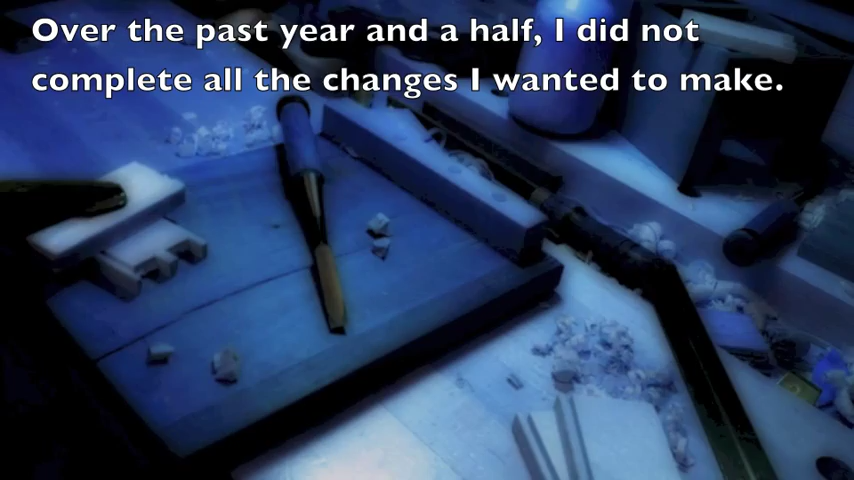 Over the past year and a half, I did not
complete all the changes I wanted to make.